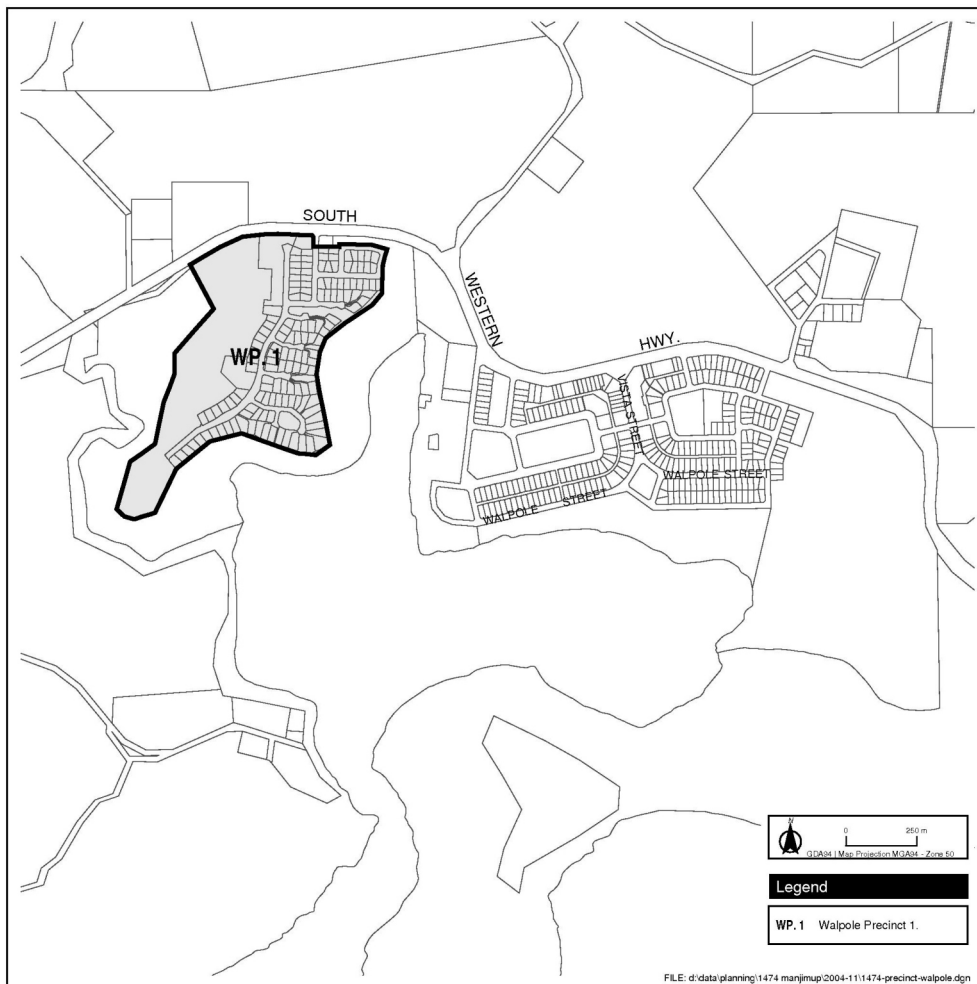 SOUTH
WESTERN
HWY.
WP. 1
VISTA STREET
WALPOLE STREET
WALPOLE STREET
N
0 250 m
GDA94 | Map Projection MGA94 - Zone 50
Legend
WP. 1 Walpole Precinct 1.
FILE: d:\data\planning\1474 manjimup\2004-11\1474-precinct-walpole.dgn